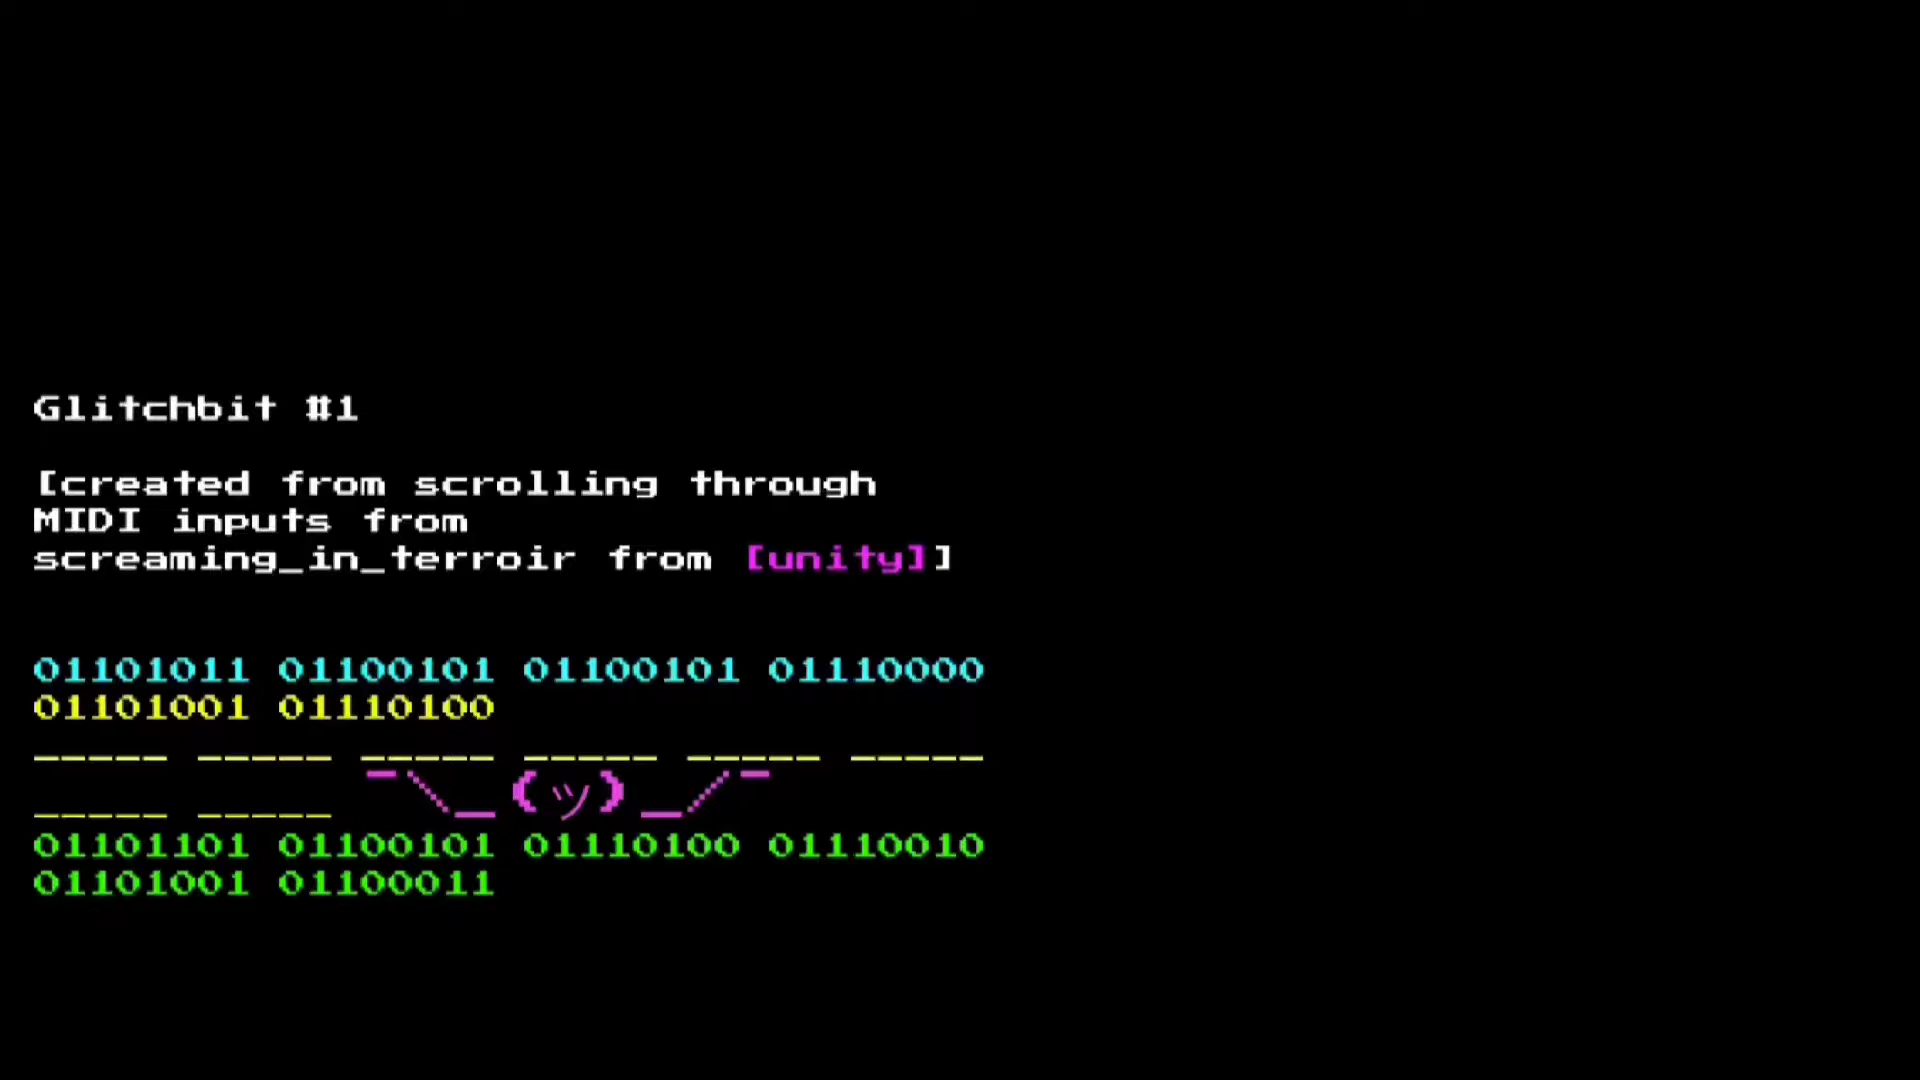 Glitchbit #1
[created from scrolling through
MIDI inputs from
screaming_in_terroir from [unity]]
01101011 01100101 01100101 01110000
01101001 01110100
_____ _____ _____ _____ _____ _____
_____ _____ ¯\_(ツ)_/¯
01101101 01100101 01110100 01110010
01101001 01100011